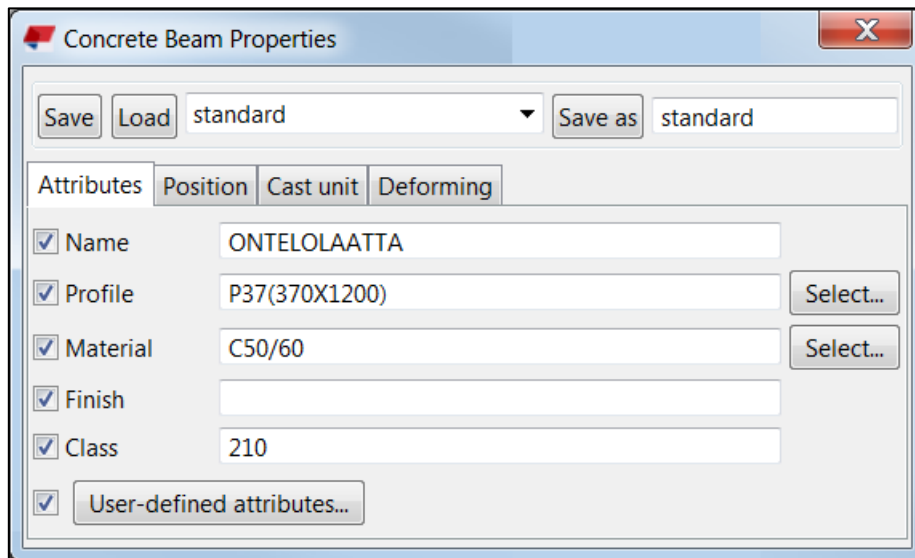 Concrete Beam Properties
Save Load standard Save as standard
Attributes Position Cast unit Deforming
Name ONTELOLAATTA
Profile P37(370X1200) Select...
Material C50/60 Select...
Finish
Class 210
User-defined attributes...